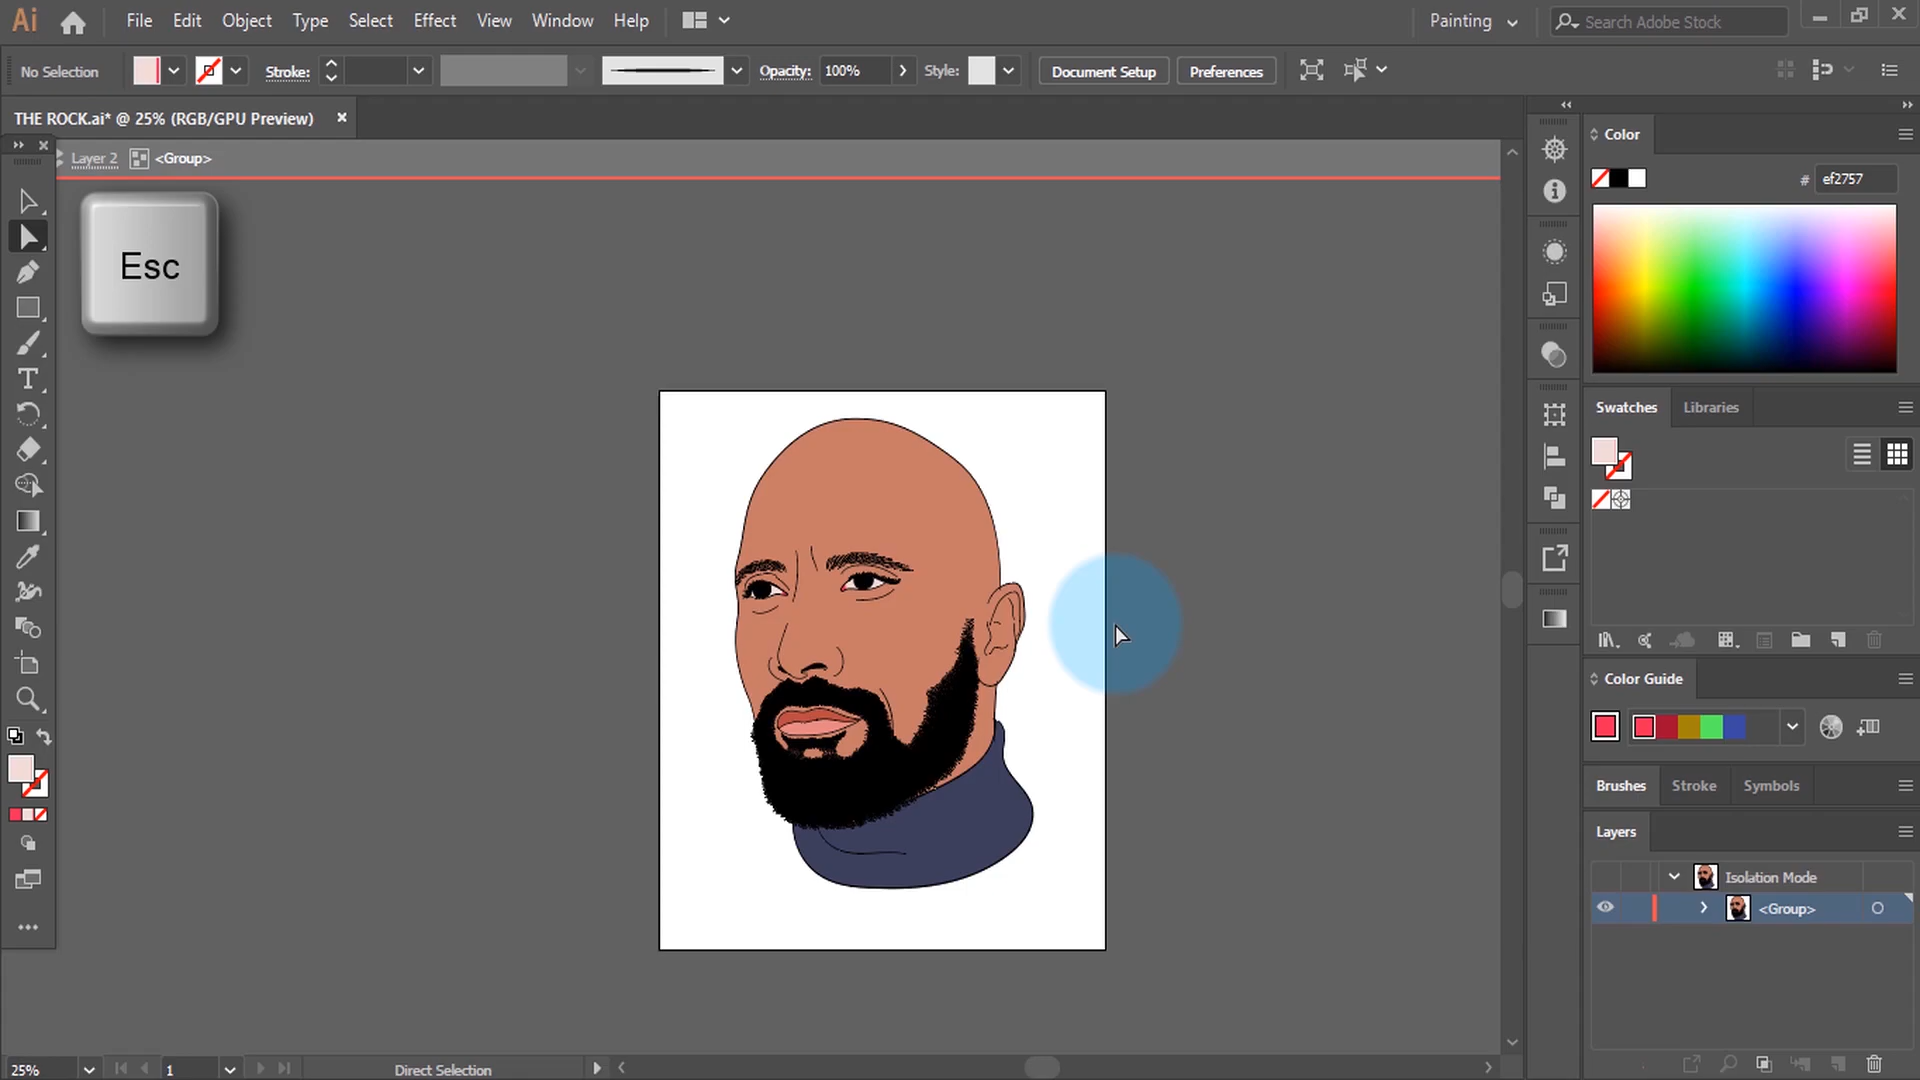 Ai File Edit Object Type Select Effect View Window Help Painting Search Adobe Stock
No Selection Stroke: Opacity: 100% Style: Document Setup Preferences
THE ROCK.ai* @ 25% (RGB/GPU Preview)
Layer 2 <Group>
Esc
Color
# ef2757
Swatches Libraries
Color Guide
Brushes Stroke Symbols
Layers
Isolation Mode
<Group>
25% 1 Direct Selection